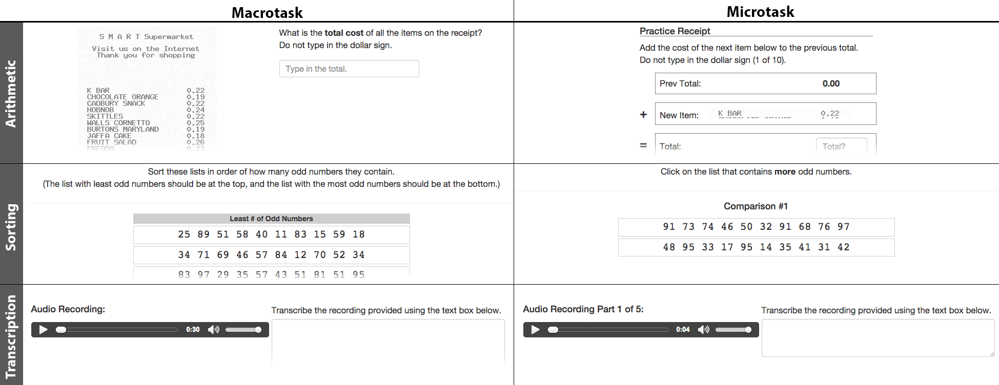 Macrotask
Microtask
Arithmetic
S M A R T Supermarket
Visit us on the Internet
Thank you for shopping
K BAR 0.22
CHOCOLATE ORANGE 0.19
CADBURY SNACK 0.22
HOBNOB 0.24
SKITTLES 0.22
WALLS CORNETTO 0.25
BURTONS MARYLAND 0.19
JAFFA CAKE 0.18
FRUIT SALAD 0.26
FREDDO 0.23
What is the total cost of all the items on the receipt?
Do not type in the dollar sign.
Type in the total.
Practice Receipt
Add the cost of the next item below to the previous total.
Do not type in the dollar sign (1 of 10).
Prev Total: 0.00
+ New Item: K BAR 0.22
= Total: Total?
Sorting
Sort these lists in order of how many odd numbers they contain.
(The list with least odd numbers should be at the top, and the list with the most odd numbers should be at the bottom.)
Least # of Odd Numbers
25 89 51 58 40 11 83 15 59 18
34 71 69 46 57 84 12 70 52 34
83 97 29 35 57 43 51 81 51 95
Click on the list that contains more odd numbers.
Comparison #1
91 73 74 46 50 32 91 68 76 97
48 95 33 17 95 14 35 41 31 42
Transcription
Audio Recording:
0:30
Transcribe the recording provided using the text box below.
Audio Recording Part 1 of 5:
0:04
Transcribe the recording provided using the text box below.